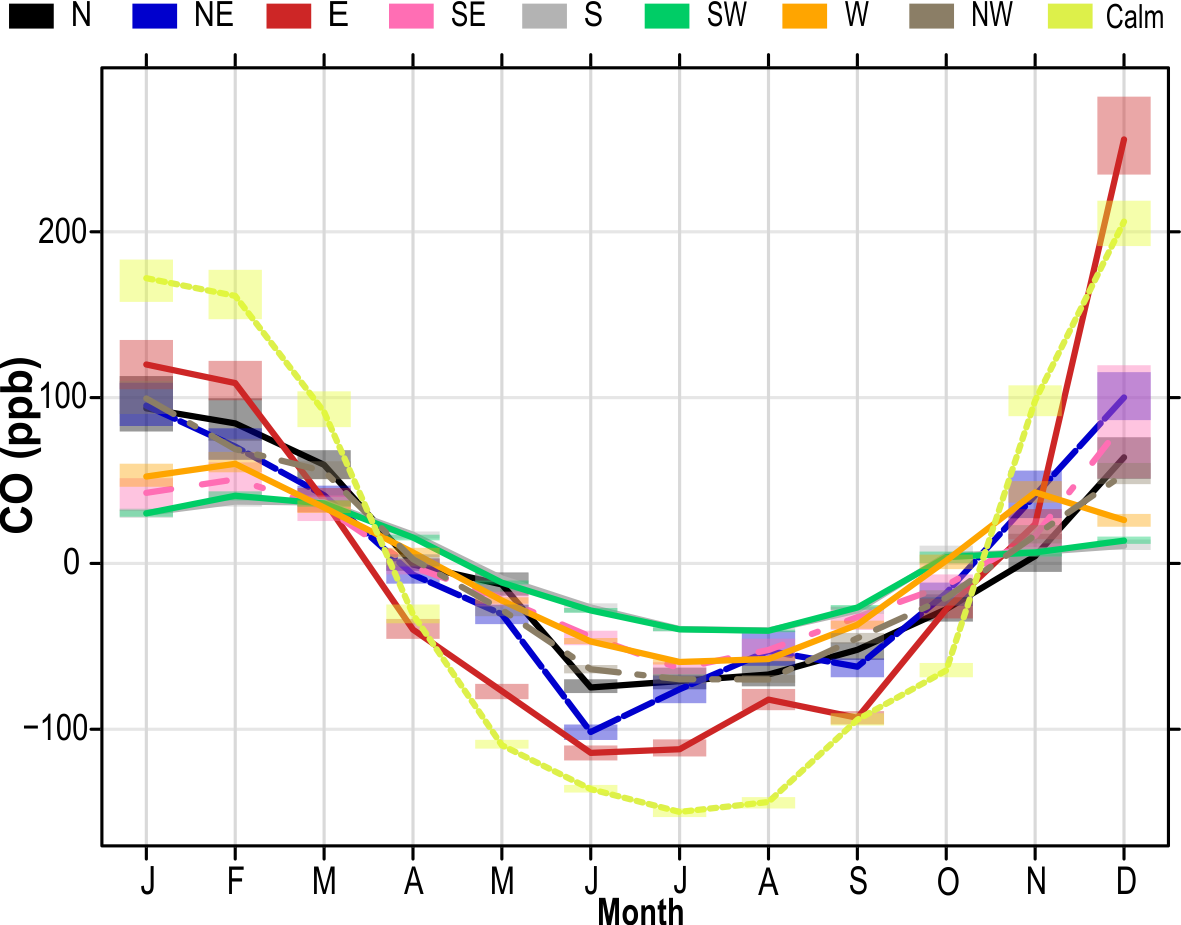 N NE E SE S SW W NW Calm
CO (ppb)
200
100
0
−100
J F M A M J J A S O N D
Month